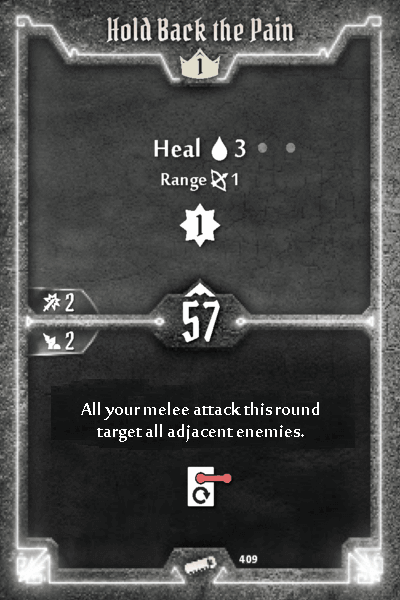 Hold Back the Pain
1
Heal 3
Range 1
1
2
57
2
All your melee attack this round
target all adjacent enemies.
409